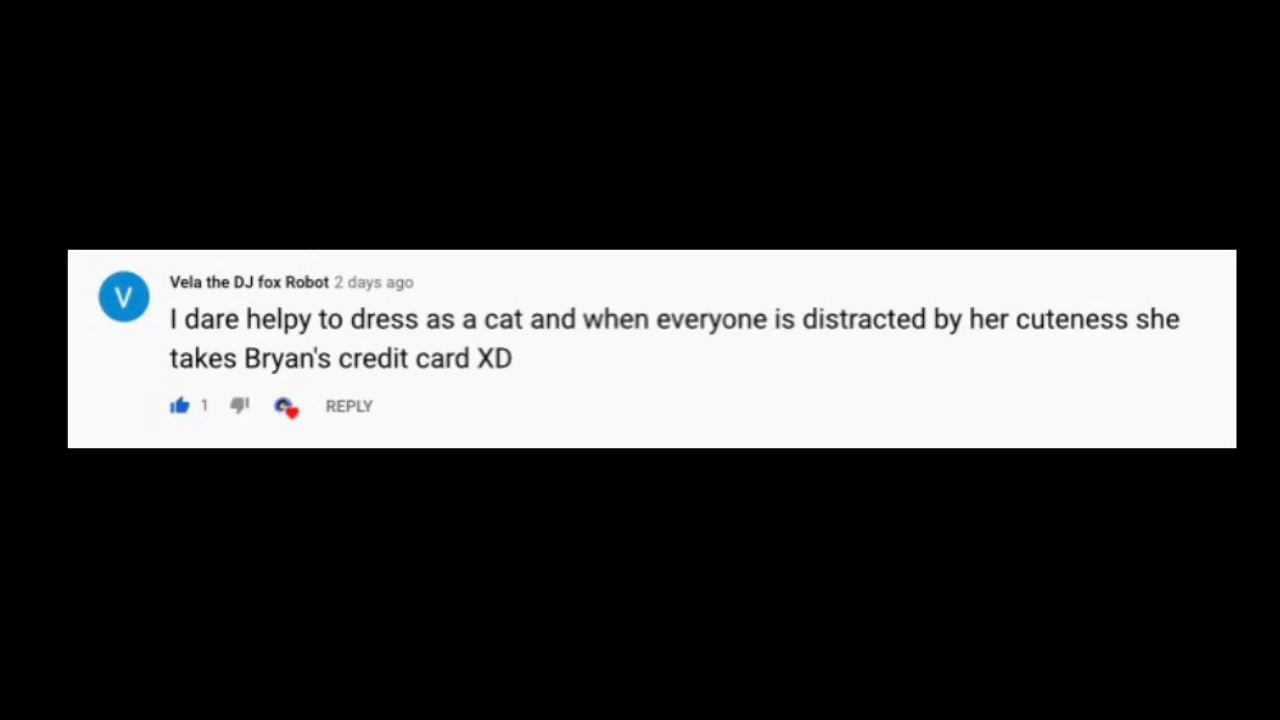 V
Vela the DJ fox Robot 2 days ago
I dare helpy to dress as a cat and when everyone is distracted by her cuteness she
takes Bryan's credit card XD
1 REPLY